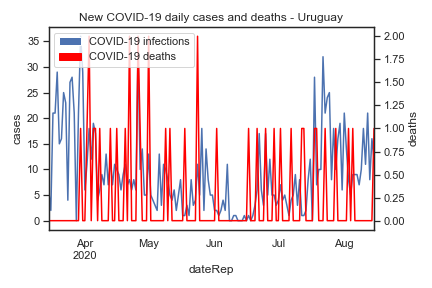 New COVID-19 daily cases and deaths - Uruguay
COVID-19 infections
COVID-19 deaths
35
30
25
20
15
10
5
0
cases
2.00
1.75
1.50
1.25
1.00
0.75
0.50
0.25
0.00
deaths
Apr May Jun Jul Aug
2020
dateRep